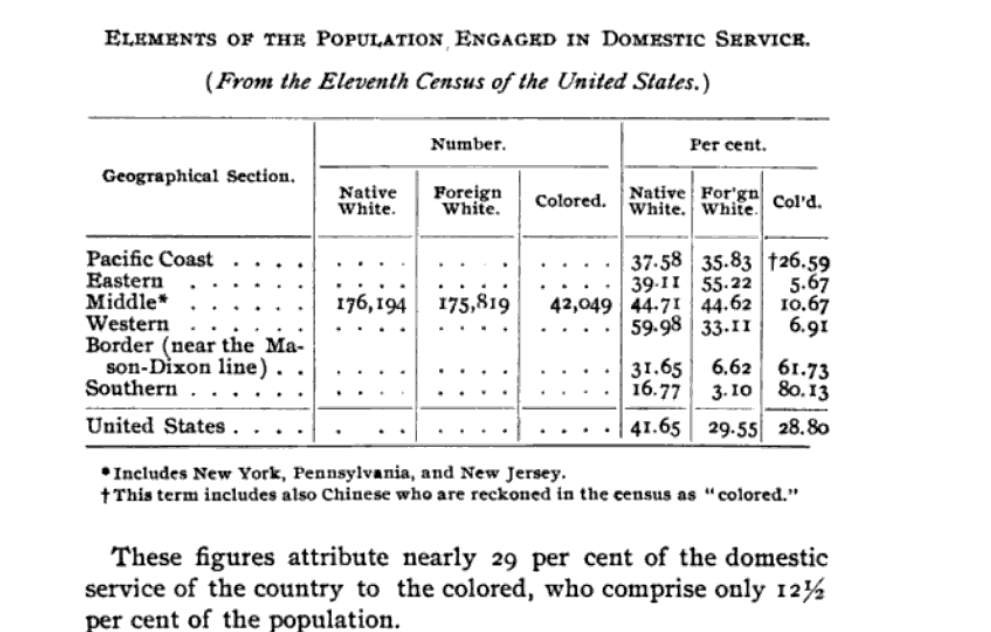 ELEMENTS OF THE POPULATION ENGAGED IN DOMESTIC SERVICE.
(From the Eleventh Census of the United States.)
Geographical Section. Number. Per cent.
Native White. Foreign White. Colored. Native White. For'gn White. Col'd.
Pacific Coast . . . . . . . . . . . . . . . . 37.58 35.83 †26.59
Eastern . . . . . . . . . . . . . . . . . . 39.11 55.22 5.67
Middle* . . . . . . 176,194 175,819 42,049 44.71 44.62 10.67
Western . . . . . . . . . . . . . . . . . . 59.98 33.11 6.91
Border (near the Ma-
son-Dixon line) . . . . . . . . . . . . . . 31.65 6.62 61.73
Southern . . . . . . . . . . . . . . . . . . 16.77 3.10 80.13
United States . . . . . . . . . . . . . . . 41.65 29.55 28.80
*Includes New York, Pennsylvania, and New Jersey.
†This term includes also Chinese who are reckoned in the census as "colored."
These figures attribute nearly 29 per cent of the domestic
service of the country to the colored, who comprise only 12½
per cent of the population.